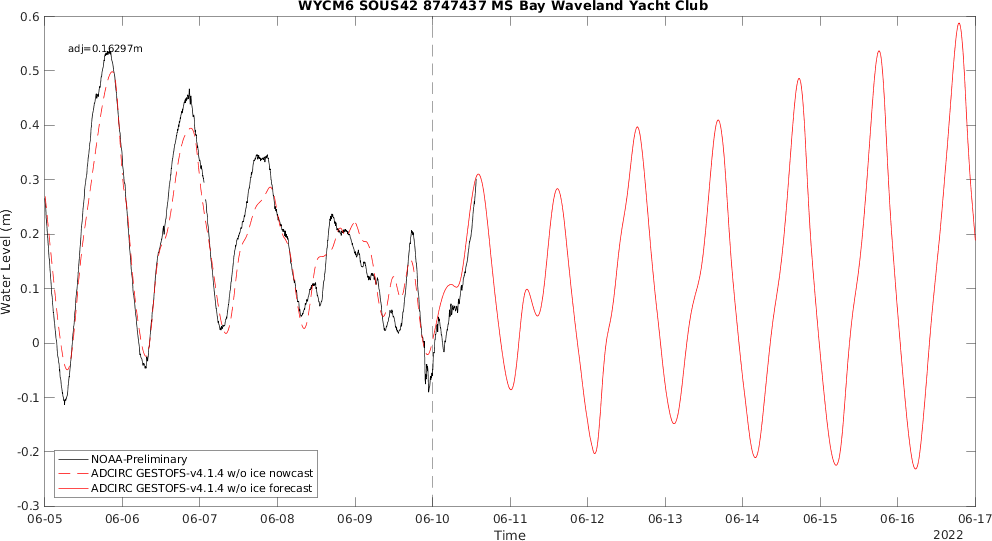 WYCM6 SOUS42 8747437 MS Bay Waveland Yacht Club
adj=0.16297m
0.6
0.5
0.4
0.3
0.2
0.1
0
-0.1
-0.2
-0.3
Water Level (m)
NOAA-Preliminary
ADCIRC GESTOFS-v4.1.4 w/o ice nowcast
ADCIRC GESTOFS-v4.1.4 w/o ice forecast
06-05 06-06 06-07 06-08 06-09 06-10 06-11 06-12 06-13 06-14 06-15 06-16 06-17
Time
2022